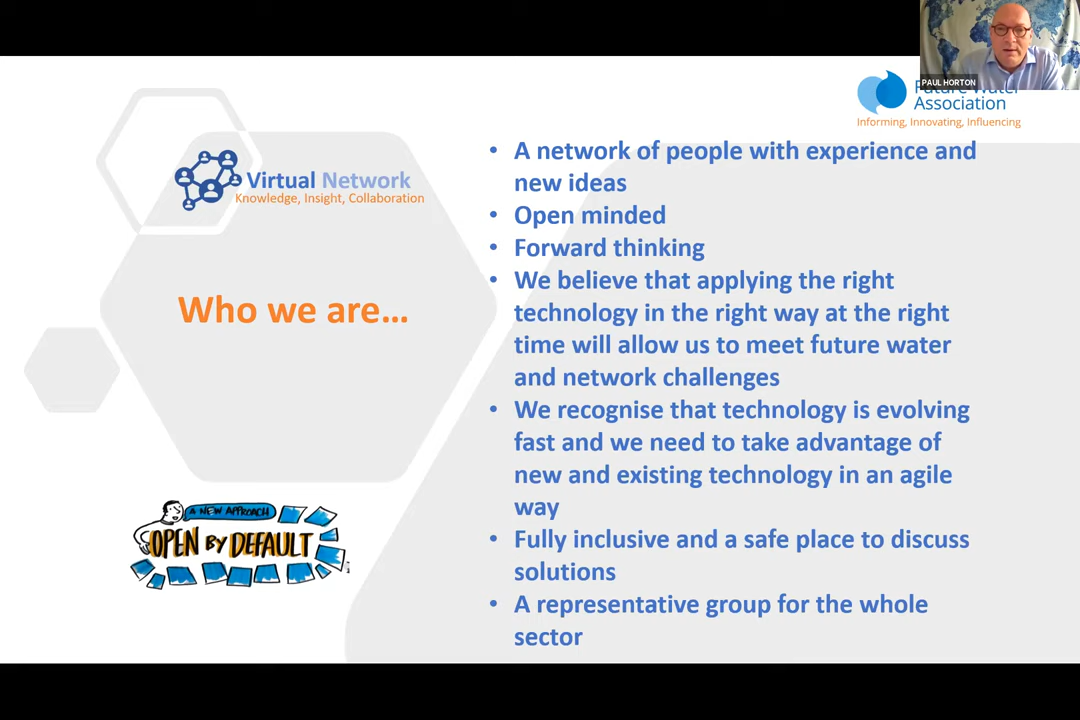 PAUL HORTON
Association
Informing, Innovating, Influencing
Virtual Network
Knowledge, Insight, Collaboration
Who we are...
• A network of people with experience and
new ideas
• Open minded
• Forward thinking
• We believe that applying the right
technology in the right way at the right
time will allow us to meet future water
and network challenges
• We recognise that technology is evolving
fast and we need to take advantage of
new and existing technology in an agile
way
• Fully inclusive and a safe place to discuss
solutions
• A representative group for the whole
sector
A NEW APPROACH
OPEN BY DEFAULT